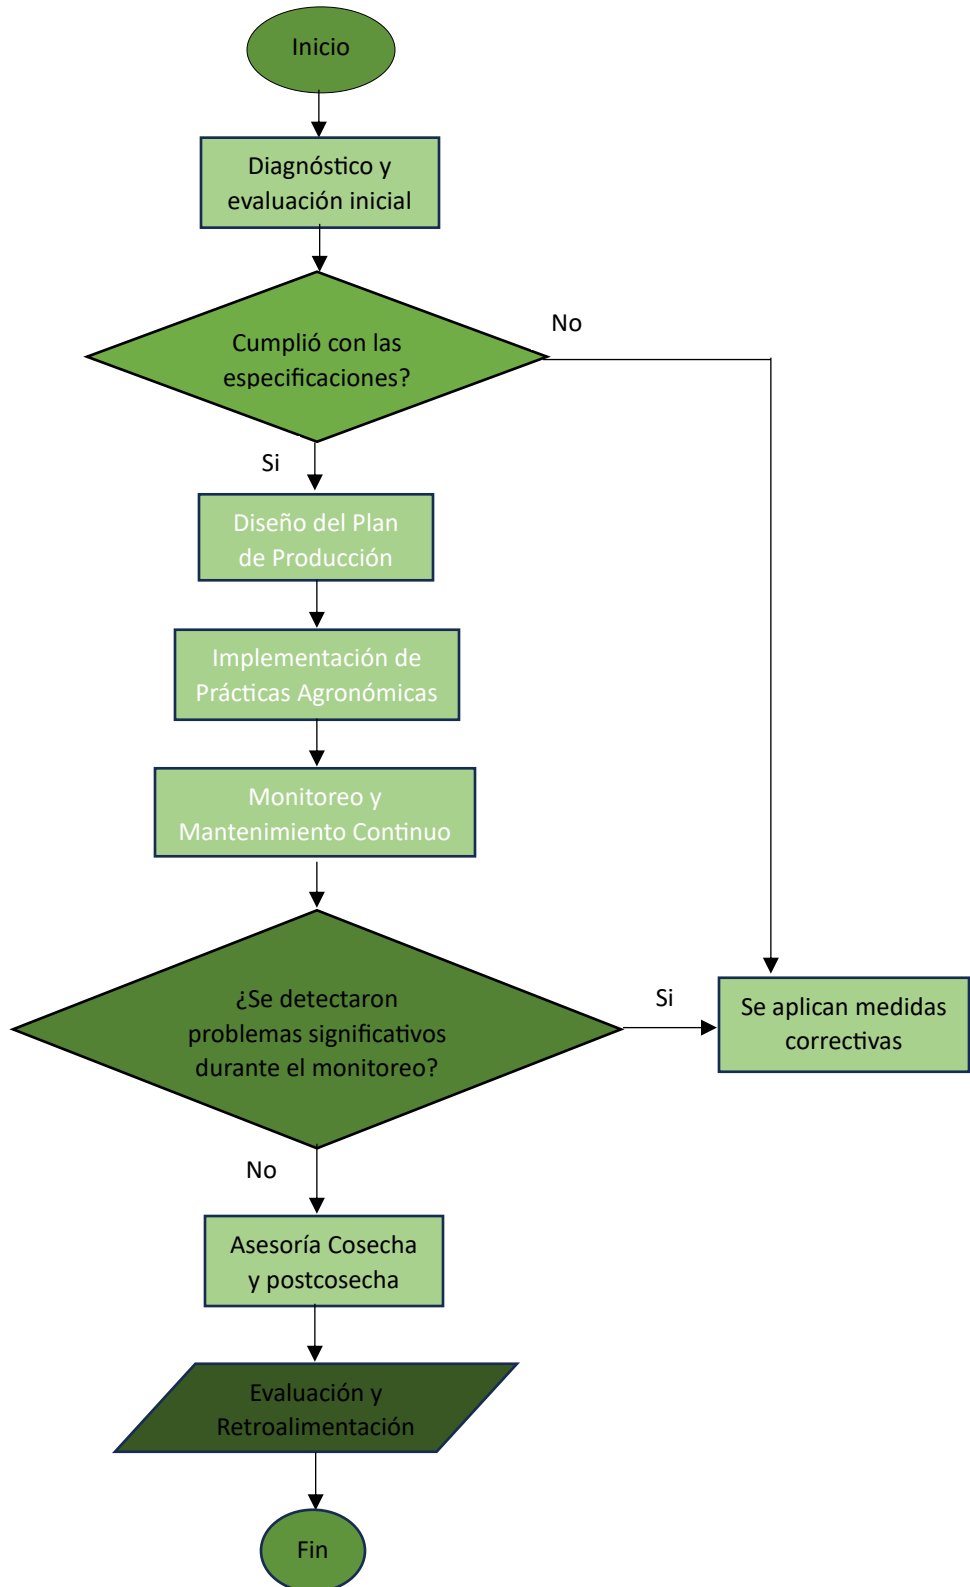 Inicio
Diagnóstico y
evaluación inicial
No
Cumplió con las
especificaciones?
Si
Diseño del Plan
de Producción
Implementación de
Prácticas Agronómicas
Monitoreo y
Mantenimiento Continuo
¿Se detectaron
problemas significativos
durante el monitoreo?
Si
Se aplican medidas
correctivas
No
Asesoría Cosecha
y postcosecha
Evaluación y
Retroalimentación
Fin